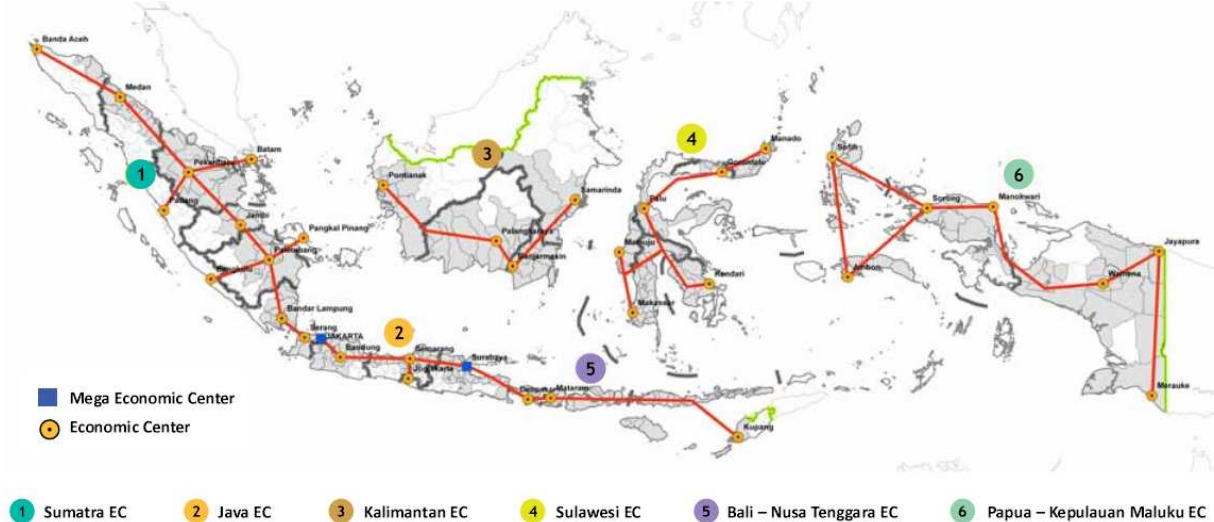 Banda Aceh
Medan
Batam
Pekanbaru
Padang
Jambi
Pangkal Pinang
Palembang
Bengkulu
Bandar Lampung
Serang
JAKARTA
Bandung
Semarang
Jogjakarta
Surabaya
Denpasar
Mataram
Kupang
Pontianak
Palangkaraya
Banjarmasin
Samarinda
Manado
Gorontalo
Palu
Mamuju
Makassar
Kendari
Sofifi
Ambon
Sorong
Manokwari
Wamena
Jayapura
Merauke
1
2
3
4
5
6
Mega Economic Center
Economic Center
1 Sumatra EC 2 Java EC 3 Kalimantan EC 4 Sulawesi EC 5 Bali – Nusa Tenggara EC 6 Papua – Kepulauan Maluku EC